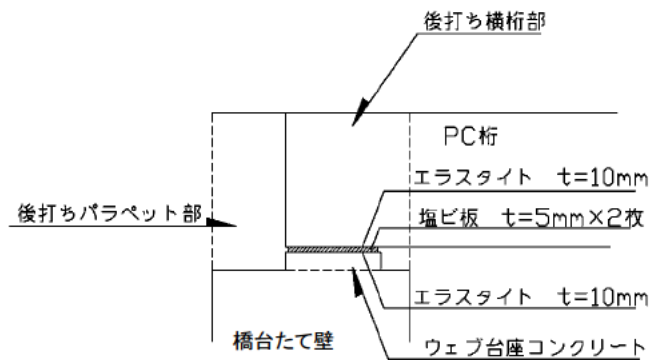 後打ち横桁部
PC桁
エラスタイト t=10mm
後打ちパラペット部
塩ビ板 t=5mm×2枚
エラスタイト t=10mm
橋台たて壁
ウェブ台座コンクリート